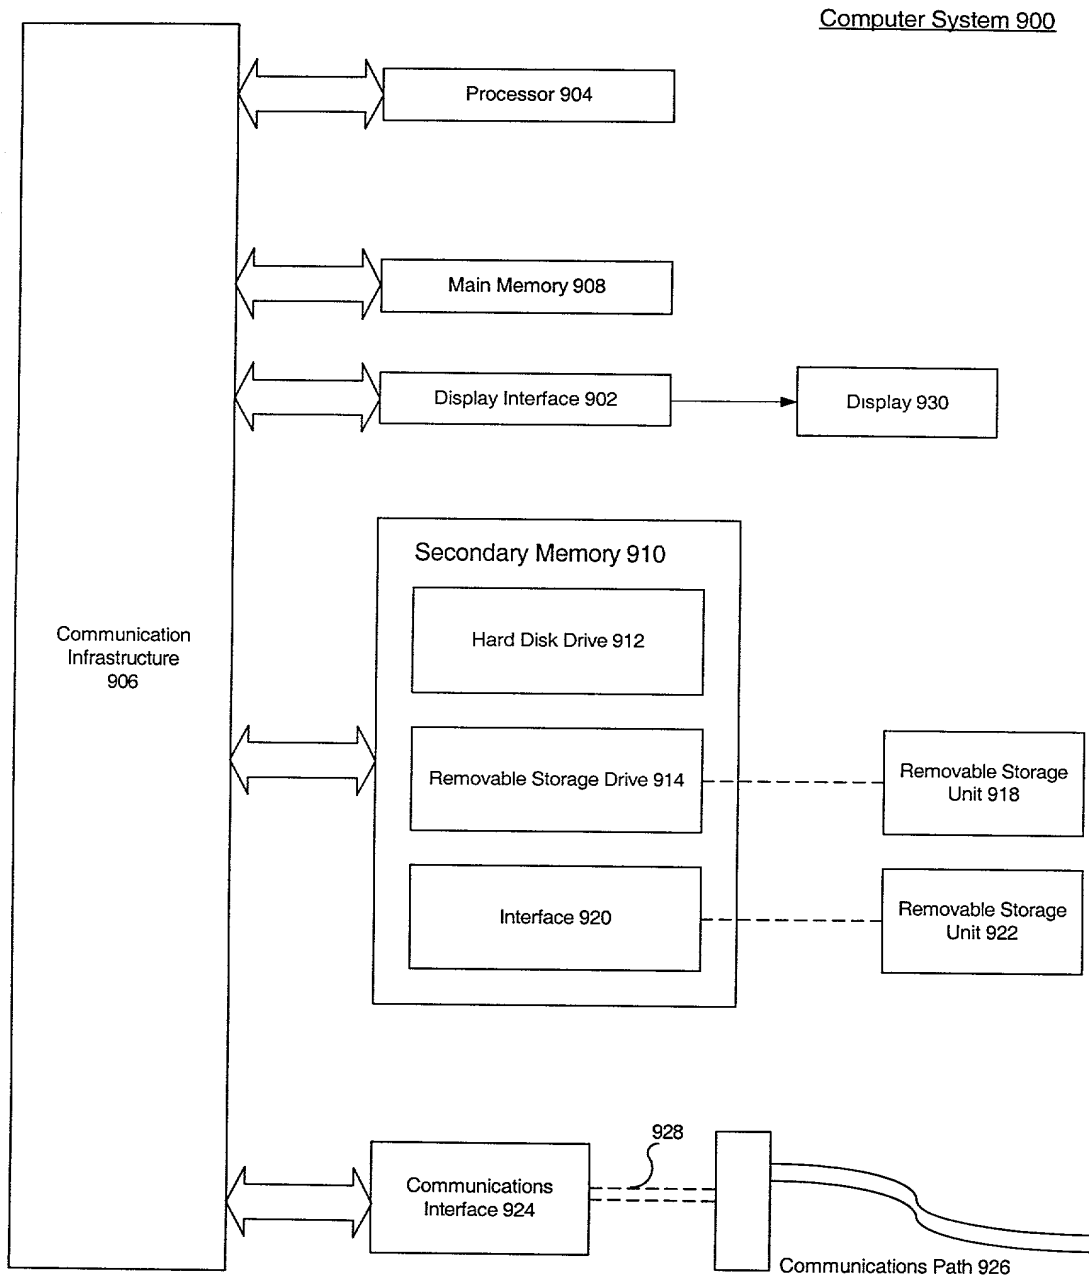 Computer System 900
Processor 904
Main Memory 908
Display Interface 902
Display 930
Secondary Memory 910
Hard Disk Drive 912
Communication
Infrastructure
906
Removable Storage Drive 914
Removable Storage
Unit 918
Interface 920
Removable Storage
Unit 922
928
Communications
Interface 924
Communications Path 926